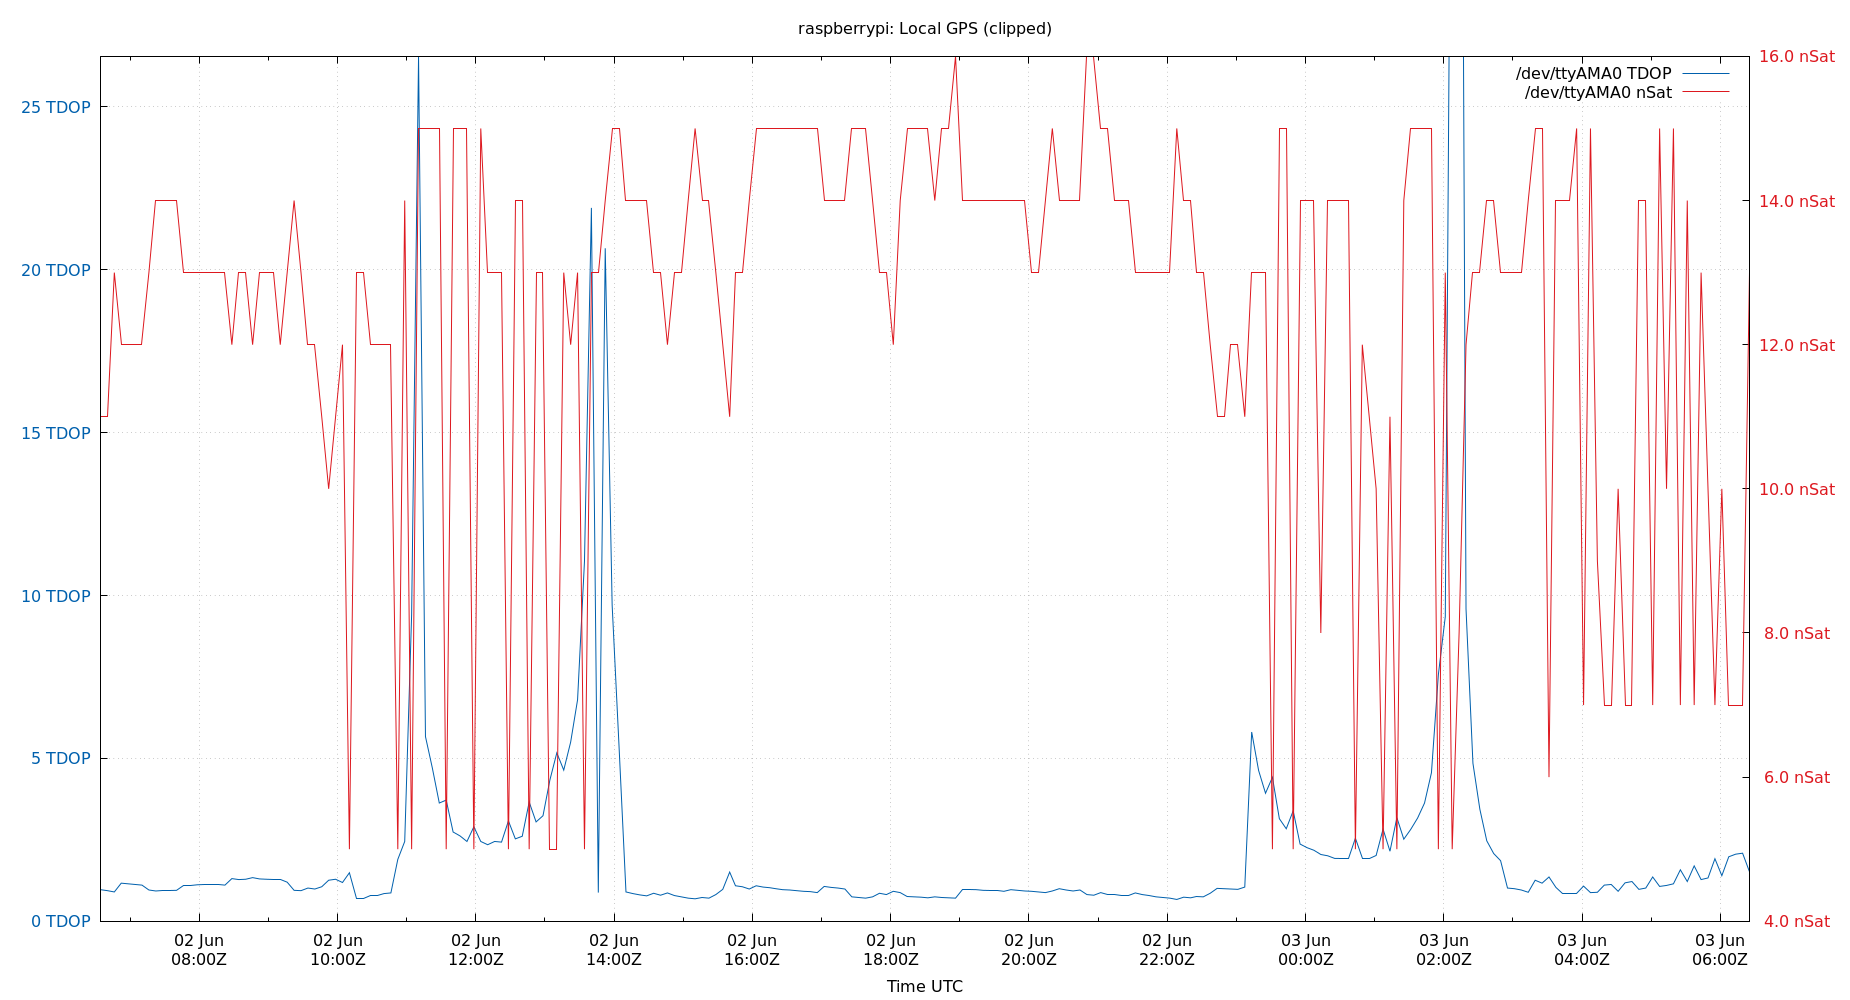 raspberrypi: Local GPS (clipped)
/dev/ttyAMA0 TDOP
/dev/ttyAMA0 nSat
25 TDOP
20 TDOP
15 TDOP
10 TDOP
5 TDOP
0 TDOP
16.0 nSat
14.0 nSat
12.0 nSat
10.0 nSat
8.0 nSat
6.0 nSat
4.0 nSat
02 Jun
08:00Z
02 Jun
10:00Z
02 Jun
12:00Z
02 Jun
14:00Z
02 Jun
16:00Z
02 Jun
18:00Z
02 Jun
20:00Z
02 Jun
22:00Z
03 Jun
00:00Z
03 Jun
02:00Z
03 Jun
04:00Z
03 Jun
06:00Z
Time UTC